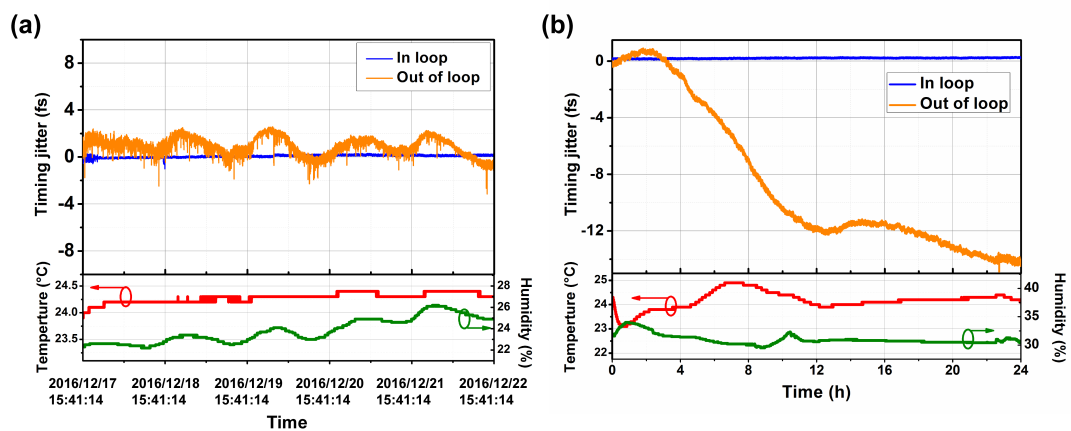 (a)
8
4
0
-4
-8
Timing jitter (fs)
In loop
Out of loop
24.5
24.0
23.5
Temperture (°C)
28
26
24
22
Humidity (%)
2016/12/17 2016/12/18 2016/12/19 2016/12/20 2016/12/21 2016/12/22
15:41:14 15:41:14 15:41:14 15:41:14 15:41:14 15:41:14
Time
(b)
0
-4
-8
-12
Timing jitter (fs)
In loop
Out of loop
25
24
23
22
Temperture (°C)
40
35
30
Humidity (%)
0 4 8 12 16 20 24
Time (h)